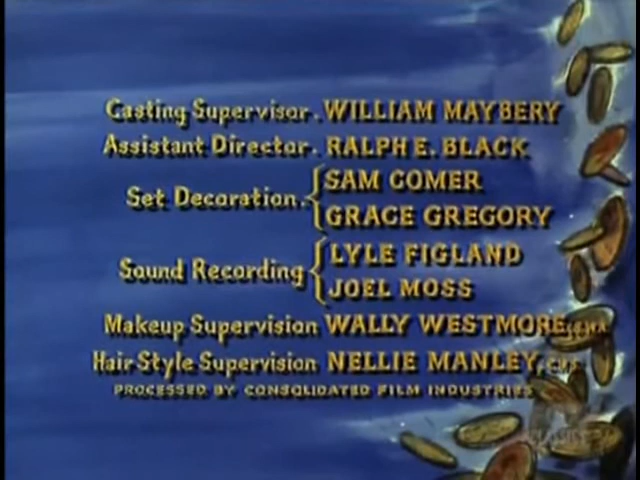 Casting Supervisor. WILLIAM MAYBERY
Assistant Director. RALPH E. BLACK
Set Decoration. SAM COMER
GRACE GREGORY
Sound Recording LYLE FIGLAND
JOEL MOSS
Makeup Supervision WALLY WESTMORE,
Hair Style Supervision NELLIE MANLEY,
PROCESSED BY CONSOLIDATED FILM INDUSTRIES